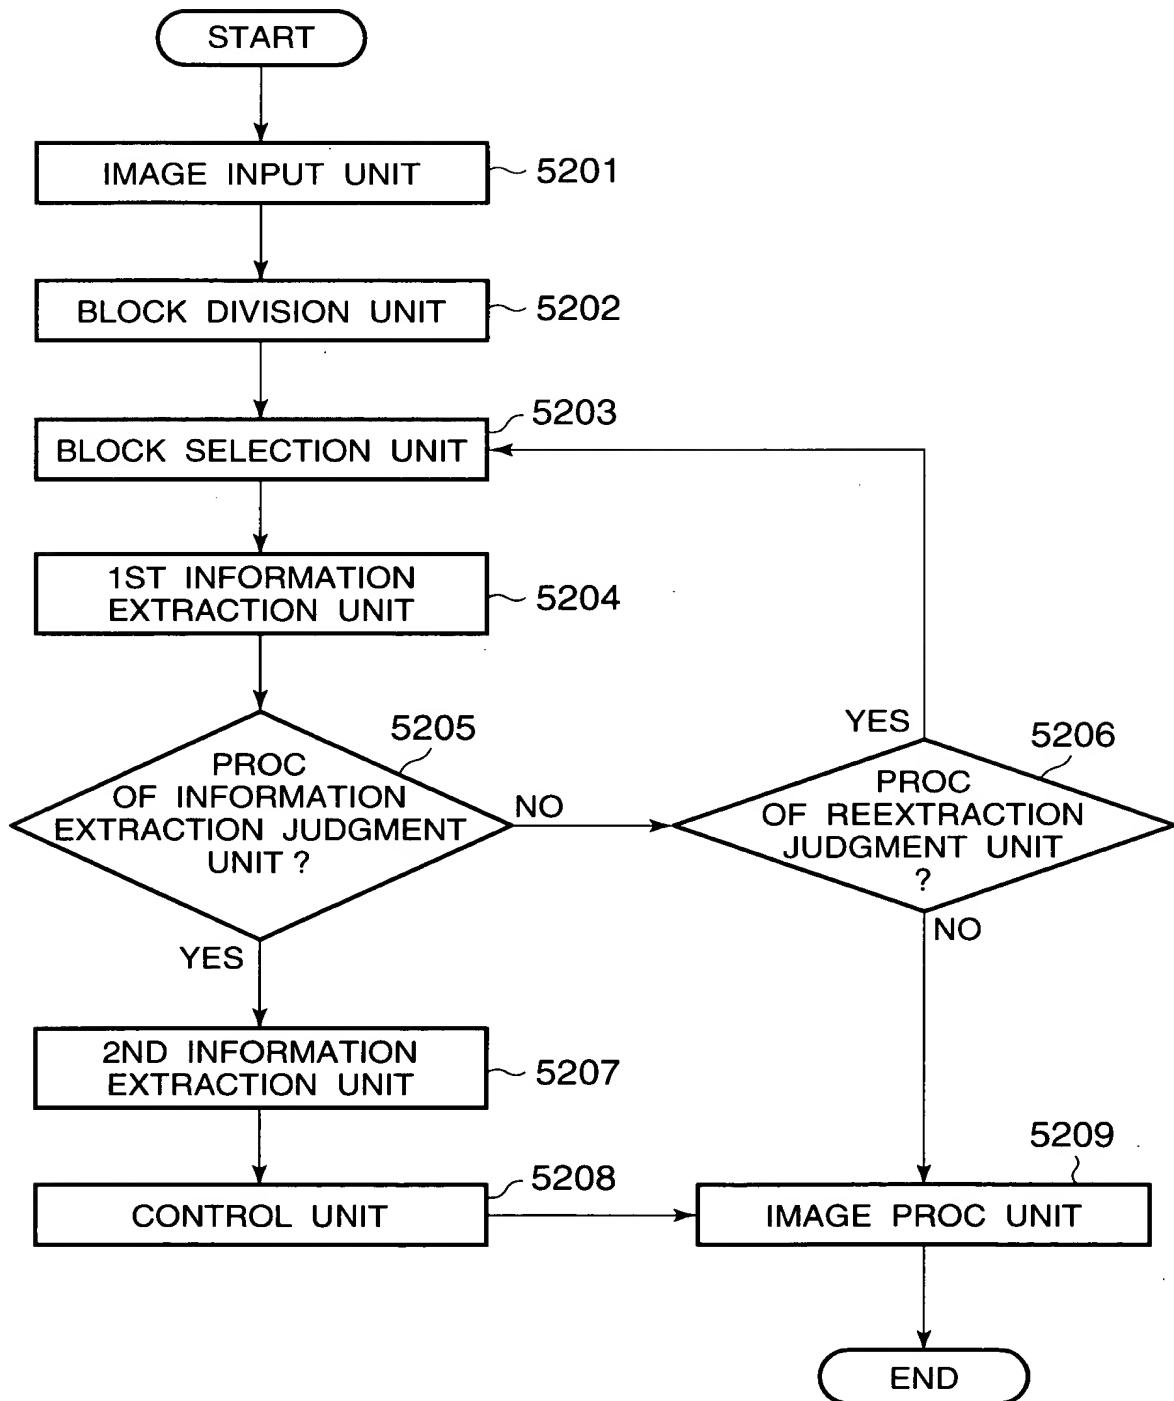 START
IMAGE INPUT UNIT
5201
BLOCK DIVISION UNIT
5202
BLOCK SELECTION UNIT
5203
1ST INFORMATION
EXTRACTION UNIT
5204
PROC
OF INFORMATION
EXTRACTION JUDGMENT
UNIT ?
5205
NO
YES
PROC
OF REEXTRACTION
JUDGMENT UNIT
?
5206
YES
NO
2ND INFORMATION
EXTRACTION UNIT
5207
CONTROL UNIT
5208
IMAGE PROC UNIT
5209
END